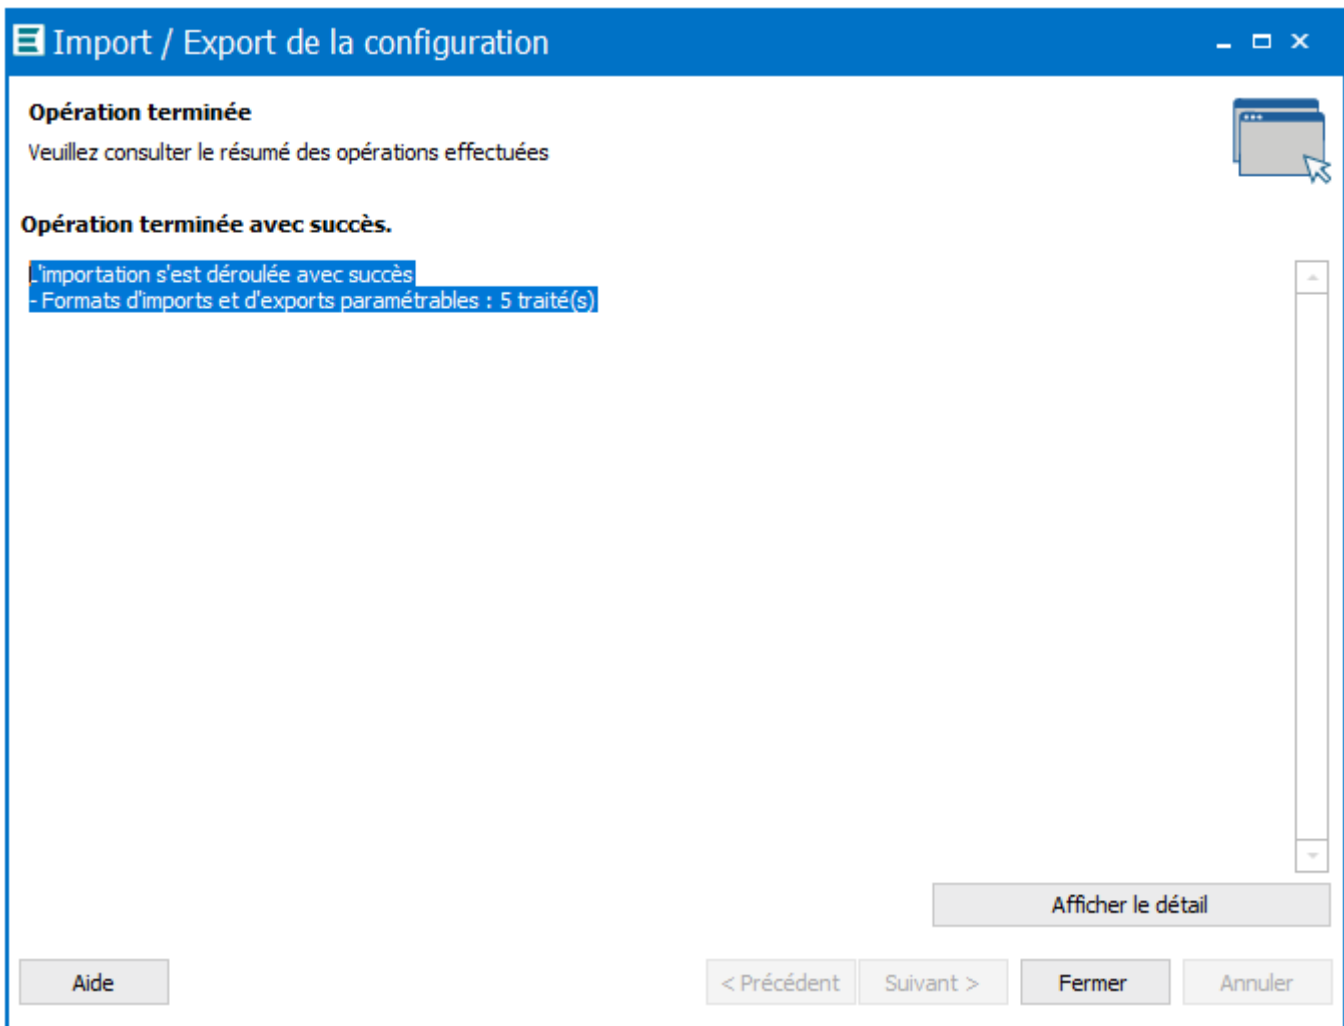 Import / Export de la configuration
Opération terminée
Veuillez consulter le résumé des opérations effectuées
Opération terminée avec succès.
L'importation s'est déroulée avec succès
- Formats d'imports et d'exports paramétrables : 5 traité(s)
Afficher le détail
Aide
< Précédent
Suivant >
Fermer
Annuler